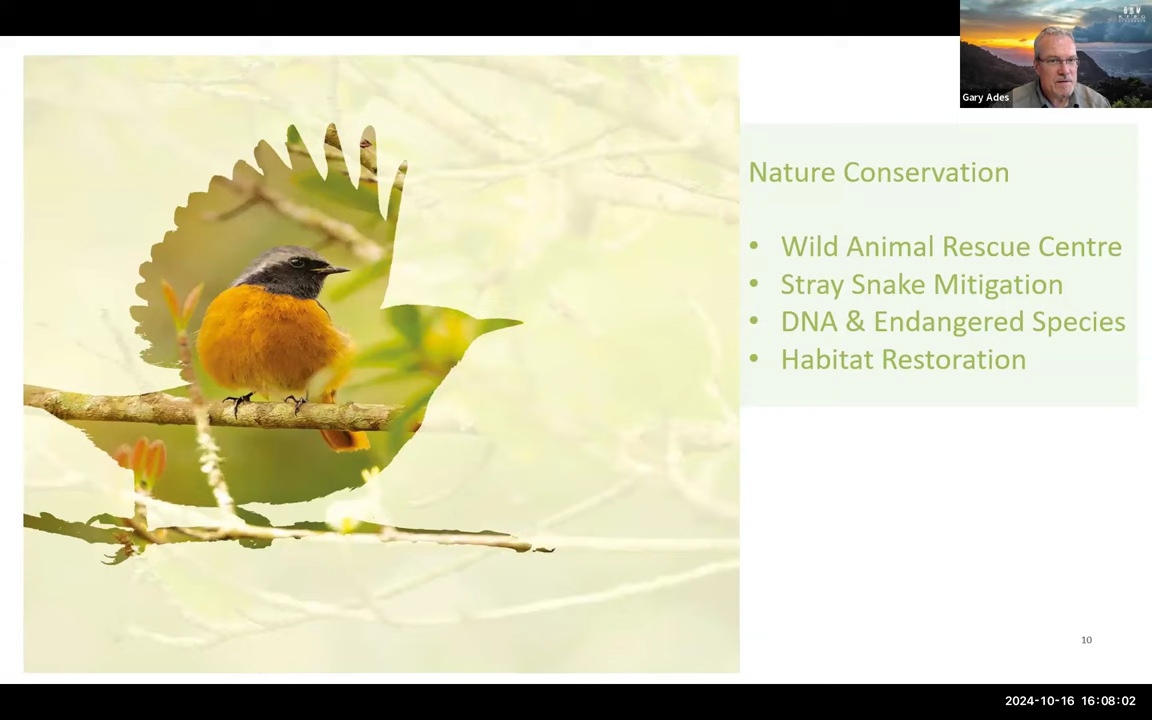 Gary Ades
Nature Conservation
• Wild Animal Rescue Centre
• Stray Snake Mitigation
• DNA & Endangered Species
• Habitat Restoration
10
2024-10-16 16:08:02